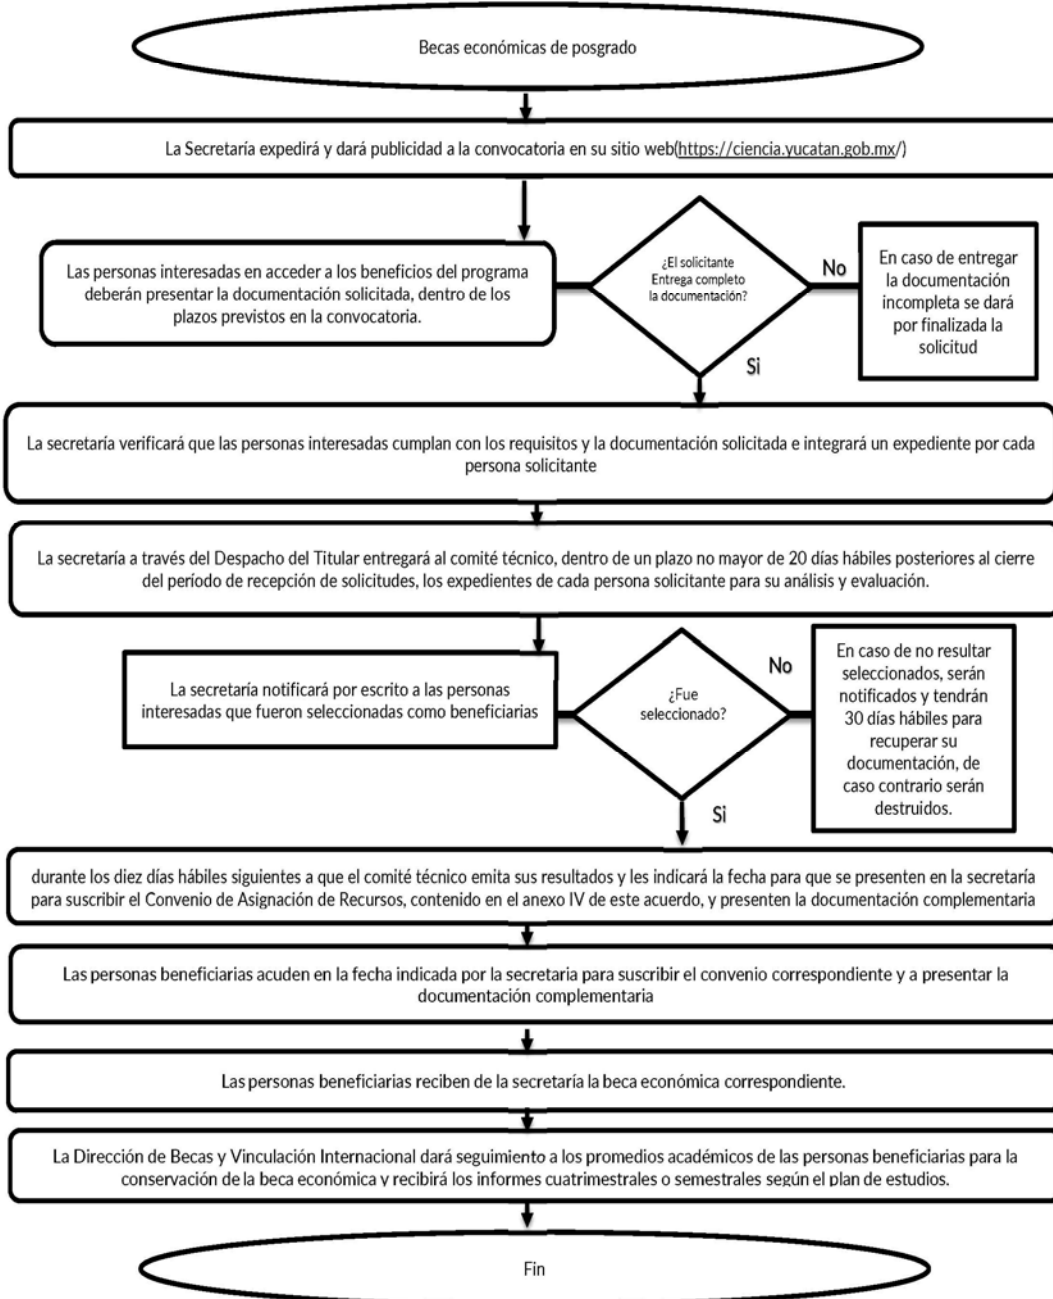 Becas económicas de posgrado
La Secretaría expedirá y dará publicidad a la convocatoria en su sitio web(https://ciencia.yucatan.gob.mx/)
Las personas interesadas en acceder a los beneficios del programa
deberán presentar la documentación solicitada, dentro de los
plazos previstos en la convocatoria.
¿El solicitante
Entrega completo
la documentación?
No
En caso de entregar
la documentación
incompleta se dará
por finalizada la
solicitud
Si
La secretaría verificará que las personas interesadas cumplan con los requisitos y la documentación solicitada e integrará un expediente por cada
persona solicitante
La secretaría a través del Despacho del Titular entregará al comité técnico, dentro de un plazo no mayor de 20 días hábiles posteriores al cierre
del período de recepción de solicitudes, los expedientes de cada persona solicitante para su análisis y evaluación.
La secretaría notificará por escrito a las personas
interesadas que fueron seleccionadas como beneficiarias
¿Fue
seleccionado?
No
En caso de no resultar
seleccionados, serán
notificados y tendrán
30 días hábiles para
recuperar su
documentación, de
caso contrario serán
destruidos.
Si
durante los diez días hábiles siguientes a que el comité técnico emita sus resultados y les indicará la fecha para que se presenten en la secretaría
para suscribir el Convenio de Asignación de Recursos, contenido en el anexo IV de este acuerdo, y presenten la documentación complementaria
Las personas beneficiarias acuden en la fecha indicada por la secretaria para suscribir el convenio correspondiente y a presentar la
documentación complementaria
Las personas beneficiarias reciben de la secretaría la beca económica correspondiente.
La Dirección de Becas y Vinculación Internacional dará seguimiento a los promedios académicos de las personas beneficiarias para la
conservación de la beca económica y recibirá los informes cuatrimestrales o semestrales según el plan de estudios.
Fin